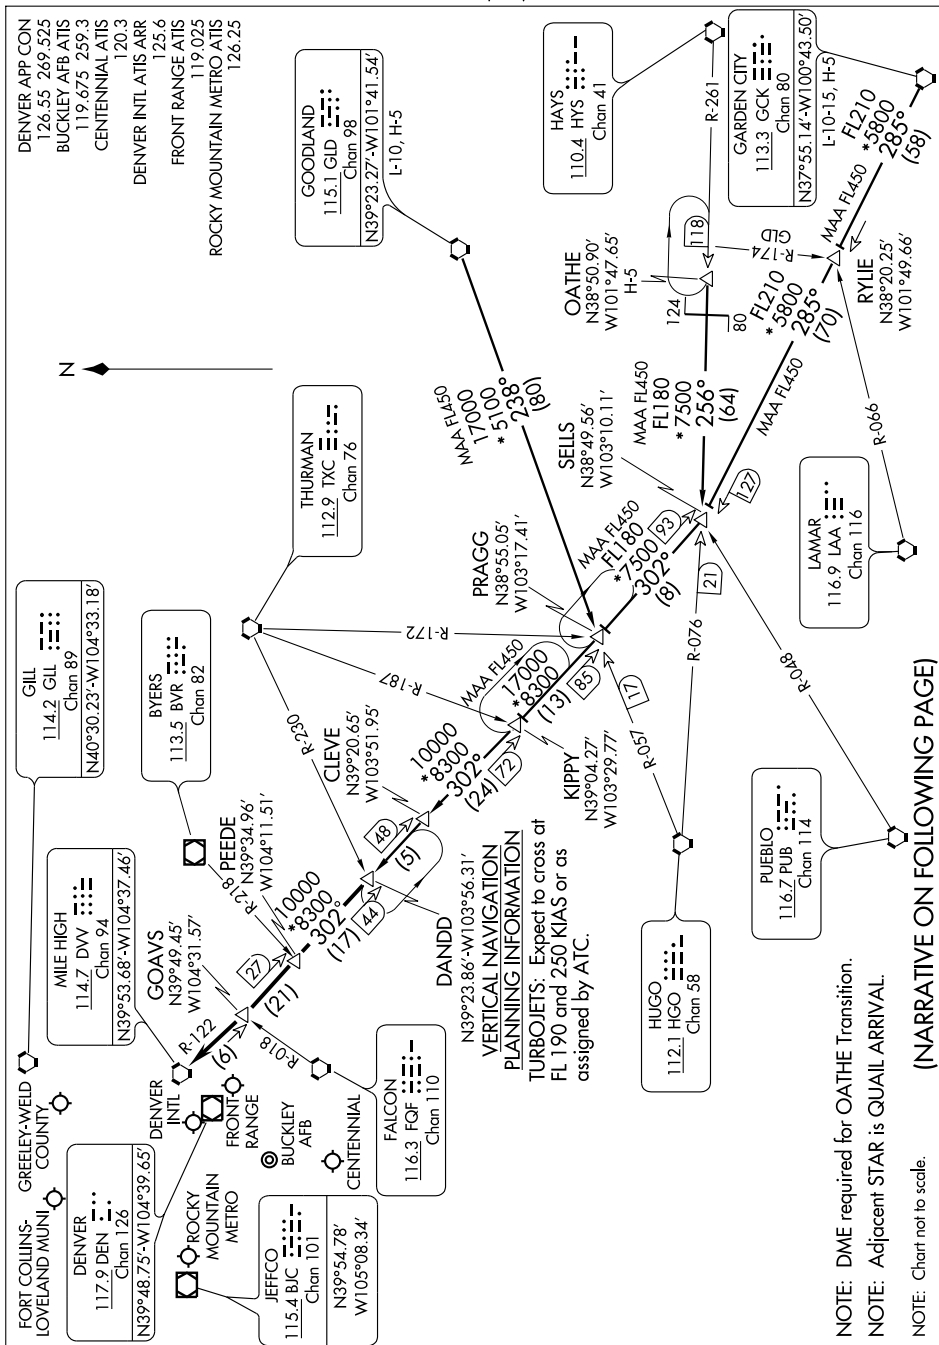 DENVER APP CON
126.55 269.525
BUCKLEY AFB ATIS
119.675 259.3
CENTENNIAL ATIS
120.3
DENVER INTL ATIS ARR
125.6
FRONT RANGE ATIS
119.025
ROCKY MOUNTAIN METRO ATIS
126.25
GOODLAND
115.1 GLD
Chan 98
N39°23.27'-W101°41.54'
L-10, H-5
HAYS
110.4 HYS
Chan 41
GARDEN CITY
113.3 GCK
Chan 80
N37°55.14'-W100°43.50'
L-10-15, H-5
R-261
FL210
*5800
285°
(58)
MAA FL450
R-174
GLD
118
OATHE
N38°50.90'
W101°47.65'
H-5
124
80
RYLIE
N38°20.25'
W101°49.66'
FL210
*5800
285°
(70)
MAA FL450
MAA FL450
FL180
*7500
256°
(64)
MAA FL450
17000
*5100
238°
(80)
N
THURMAN
112.9 TXC
Chan 76
SELLS
N38°49.56'
W103°10.11'
127
R-066
LAMAR
116.9 LAA
Chan 116
PRAGG
N38°55.05'
W103°17.41'
MAA FL450
FL180
*7500
302°
(8)
93
21
R-076
R-048
R-172
R-187
R-230
MAA FL450
17000
*8300
(13)
85
17
R-057
KIPPY
N39°04.27'
W103°29.77'
GILL
114.2 GLL
Chan 89
N40°30.23'-W104°33.18'
BYERS
113.5 BVR
Chan 82
CLEVE
N39°20.65'
W103°51.95'
10000
*8300
302°
(24)
72
48
(5)
44
DANDD
N39°23.86'-W103°56.31'
VERTICAL NAVIGATION
PLANNING INFORMATION
TURBOJETS: Expect to cross at
FL190 and 250 KIAS or as
assigned by ATC.
HUGO
112.1 HGO
Chan 58
PUEBLO
116.7 PUB
Chan 114
MILE HIGH
114.7 DVV
Chan 94
N39°53.68'-W104°37.46'
R-218
PEEDE
N39°34.96'
W104°11.51'
10000
*8300
302°
(17)
GOAVS
N39°49.45'
W104°31.57'
27
(21)
R-122
(6)
R-018
FALCON
116.3 FQF
Chan 110
FORT COLLINS-
LOVELAND MUNI
GREELEY-WELD
COUNTY
DENVER
INTL
FRONT
RANGE
BUCKLEY
AFB
CENTENNIAL
DENVER
117.9 DEN
Chan 126
N39°48.75'-W104°39.65'
ROCKY
MOUNTAIN
METRO
JEFFCO
115.4 BJC
Chan 101
N39°54.78'
W105°08.34'
NOTE: DME required for OATHE Transition.
NOTE: Adjacent STAR is QUAIL ARRIVAL.
NOTE: Chart not to scale.
(NARRATIVE ON FOLLOWING PAGE)